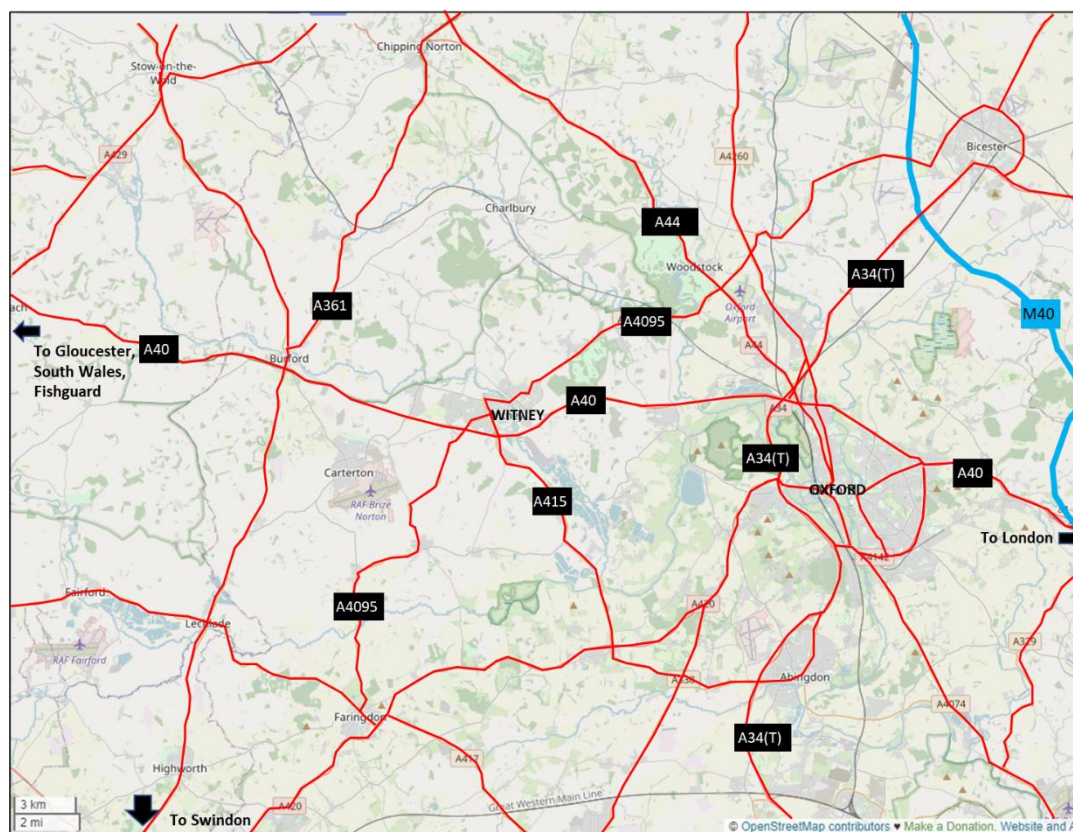 Chipping Norton
Stow-on-the-
Wold
A429
A4260
Bicester
Charlbury
A44
Woodstock
A34(T)
A361
A4095
Oxford
Airport
M40
A40
To Gloucester,
South Wales,
Fishguard
A44
Burford
WITNEY
A40
A34
Carterton
RAF Brize
Norton
A34(T)
OXFORD
A40
A415
To London
A4142
Fairford
A4095
A420
Lechlade
RAF Fairford
A329
Abingdon
A338
Faringdon
A4074
A34(T)
A417
Highworth
Great Western Main Line
3 km
2 mi
A420
To Swindon
© OpenStreetMap contributors ♥ Make a Donation. Website and A